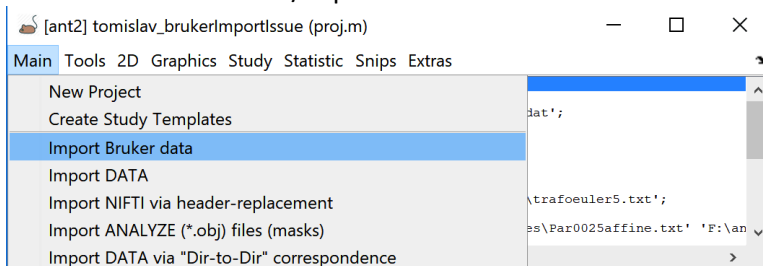 [ant2] tomislav_brukerImportIssue (proj.m)
Main Tools 2D Graphics Study Statistic Snips Extras
New Project
Create Study Templates
dat';
Import Bruker data
Import DATA
Import NIFTI via header-replacement
\trafoeuler5.txt';
Import ANALYZE (*.obj) files (masks)
es\Par0025affine.txt' 'F:\an
Import DATA via "Dir-to-Dir" correspondence